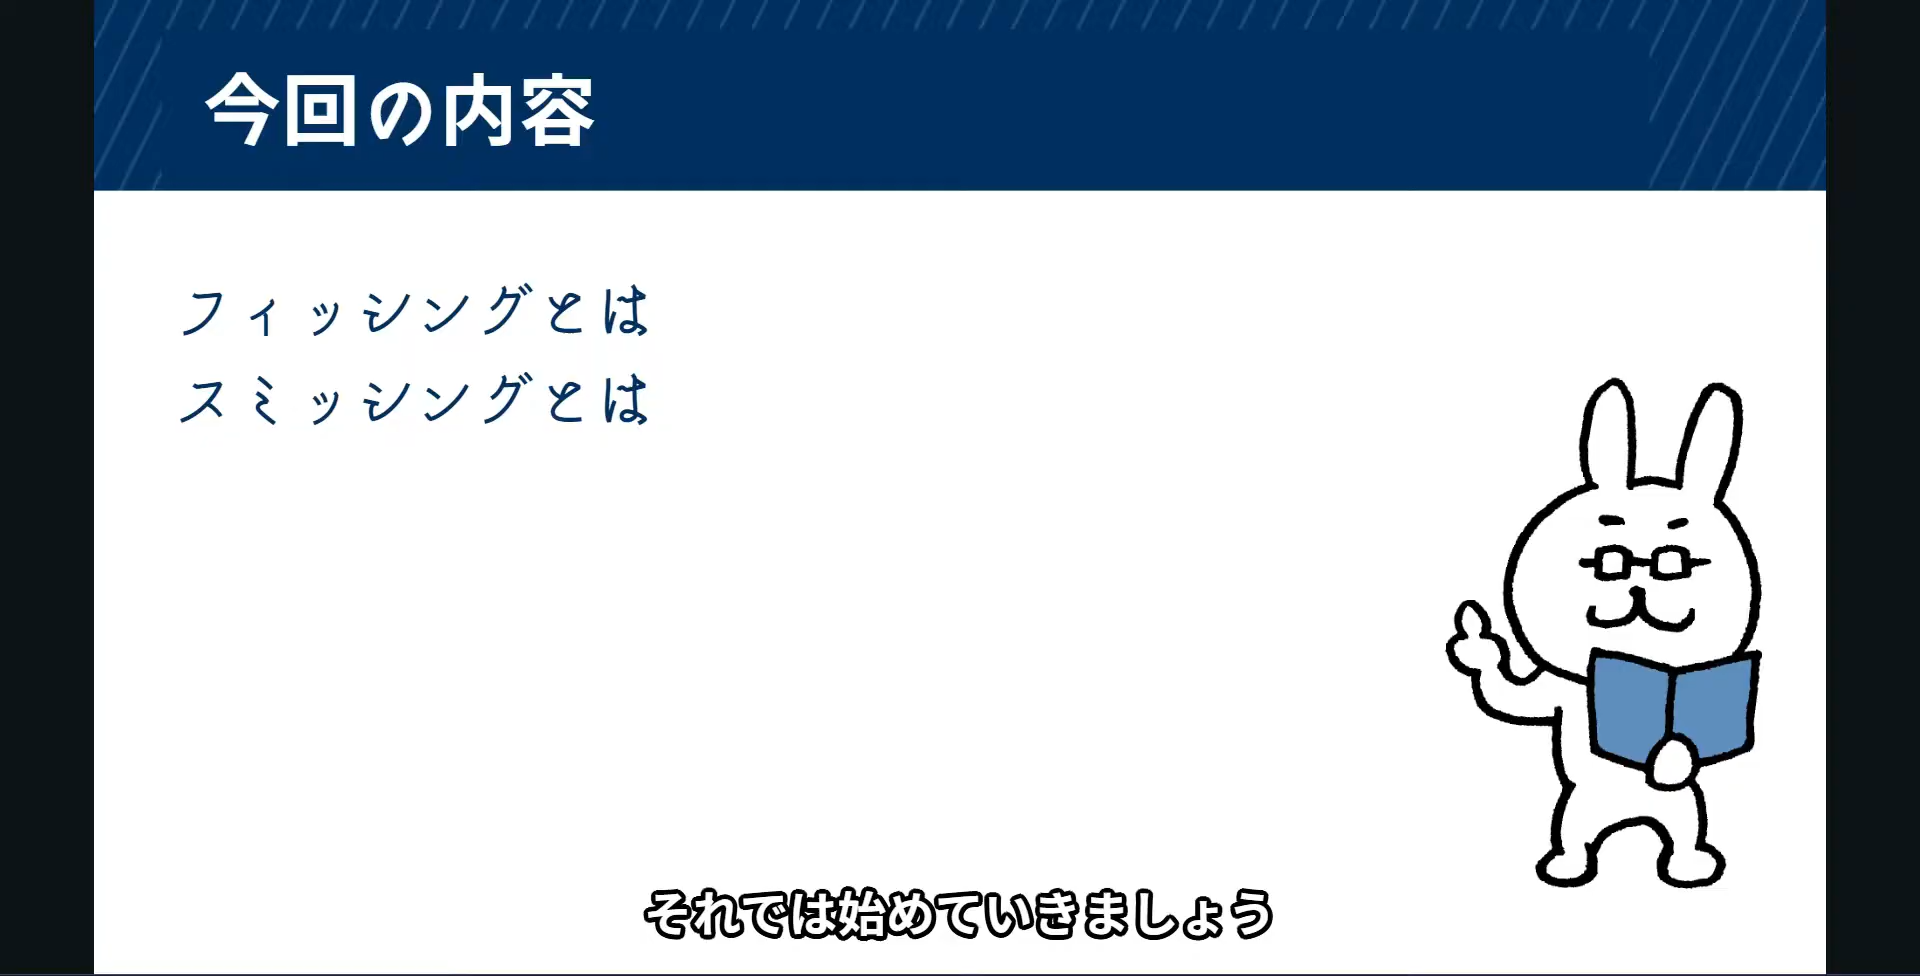 今回の内容
フィッシングとは
スミッシングとは
それでは始めていきましょう